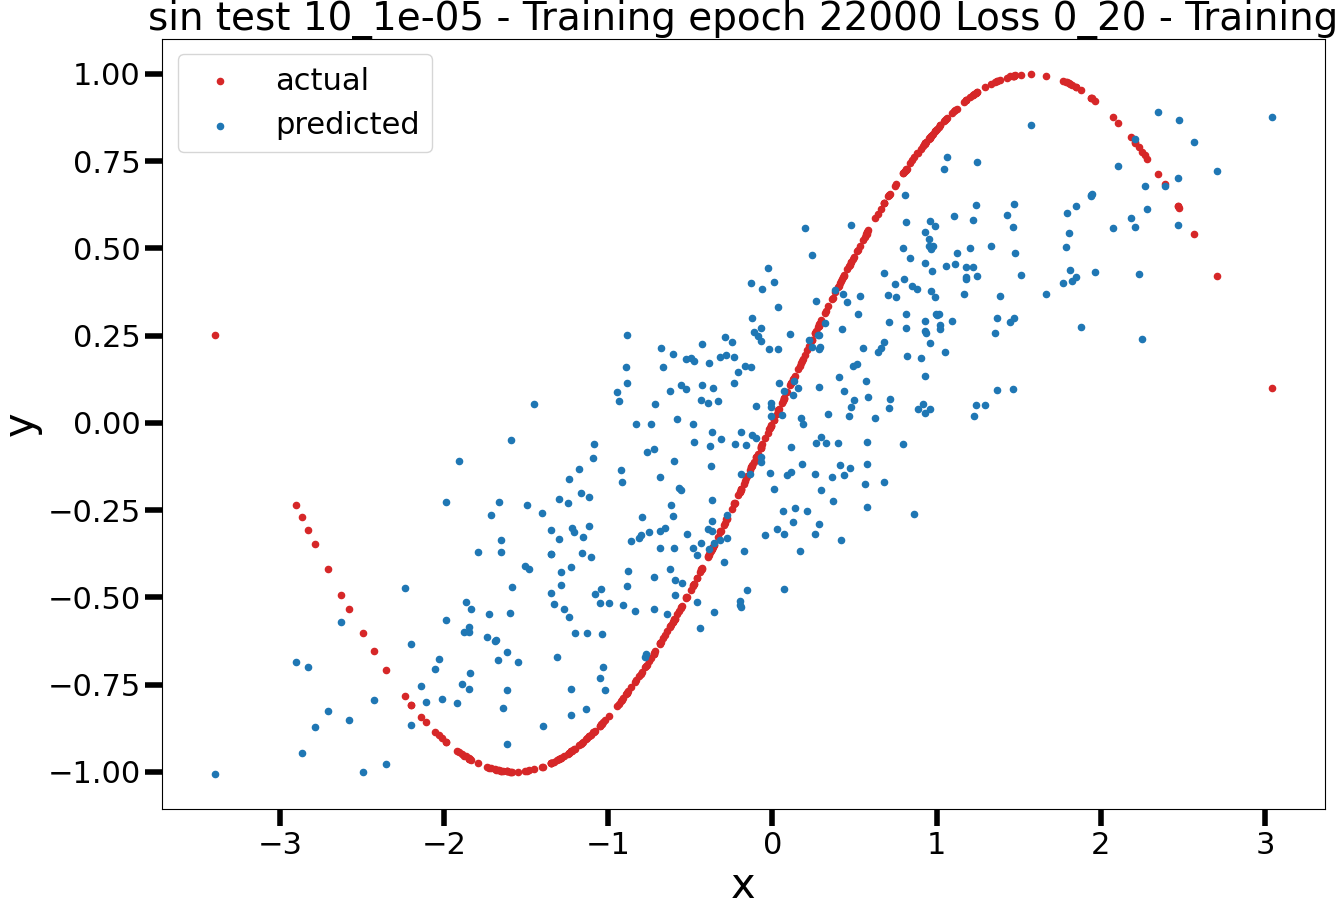 sin test 10_1e-05 - Training epoch 22000 Loss 0_20 - Training
actual
predicted
1.00
0.75
0.50
0.25
0.00
−0.25
−0.50
−0.75
−1.00
y
−3 −2 −1 0 1 2 3
x